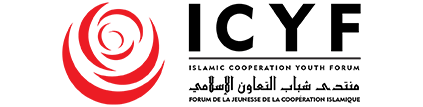 ICYF
ISLAMIC COOPERATION YOUTH FORUM
منتدى شباب التعاون الإسلامي
FORUM DE LA JEUNESSE DE LA COOPÉRATION ISLAMIQUE